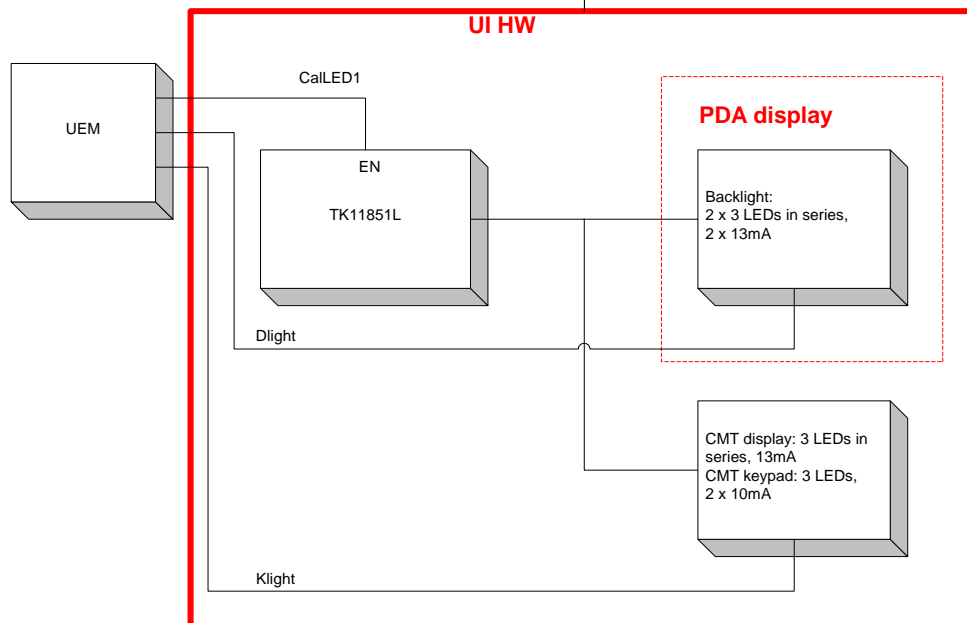 UI HW
CalLED1
UEM
PDA display
EN
TK11851L
Backlight:
2 x 3 LEDs in series,
2 x 13mA
Dlight
CMT display: 3 LEDs in
series, 13mA
CMT keypad: 3 LEDs,
2 x 10mA
Klight